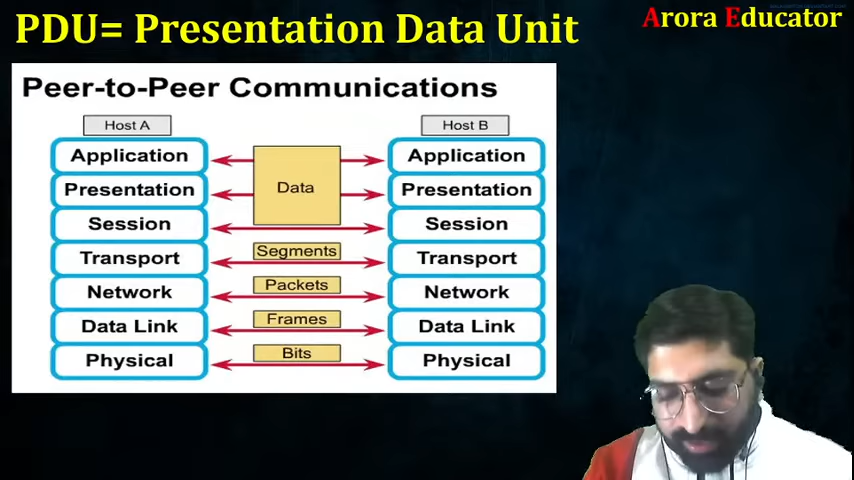 PDU= Presentation Data Unit
Arora Educator
Peer-to-Peer Communications
Host A
Host B
Application
Application
Presentation
Data
Presentation
Session
Session
Transport
Segments
Transport
Network
Packets
Network
Data Link
Frames
Data Link
Physical
Bits
Physical